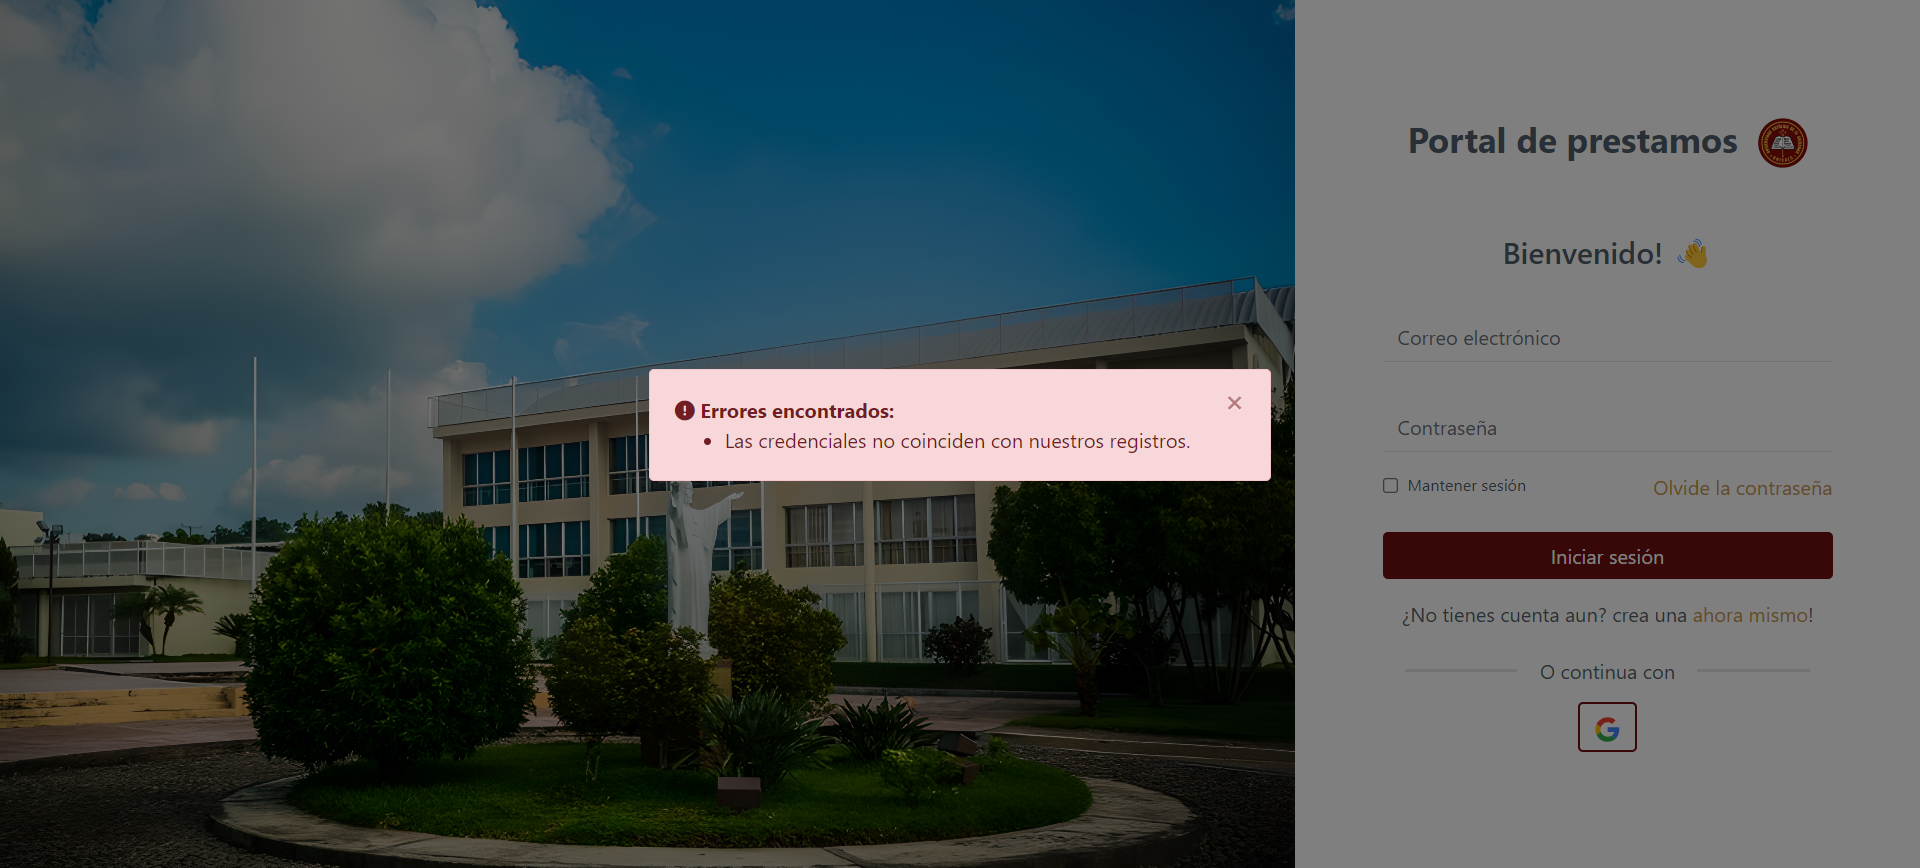 Portal de prestamos
Bienvenido!
Correo electrónico
Errores encontrados:
Las credenciales no coinciden con nuestros registros.
Contraseña
Mantener sesión
Olvide la contraseña
Iniciar sesión
¿No tienes cuenta aun? crea una ahora mismo!
O continua con